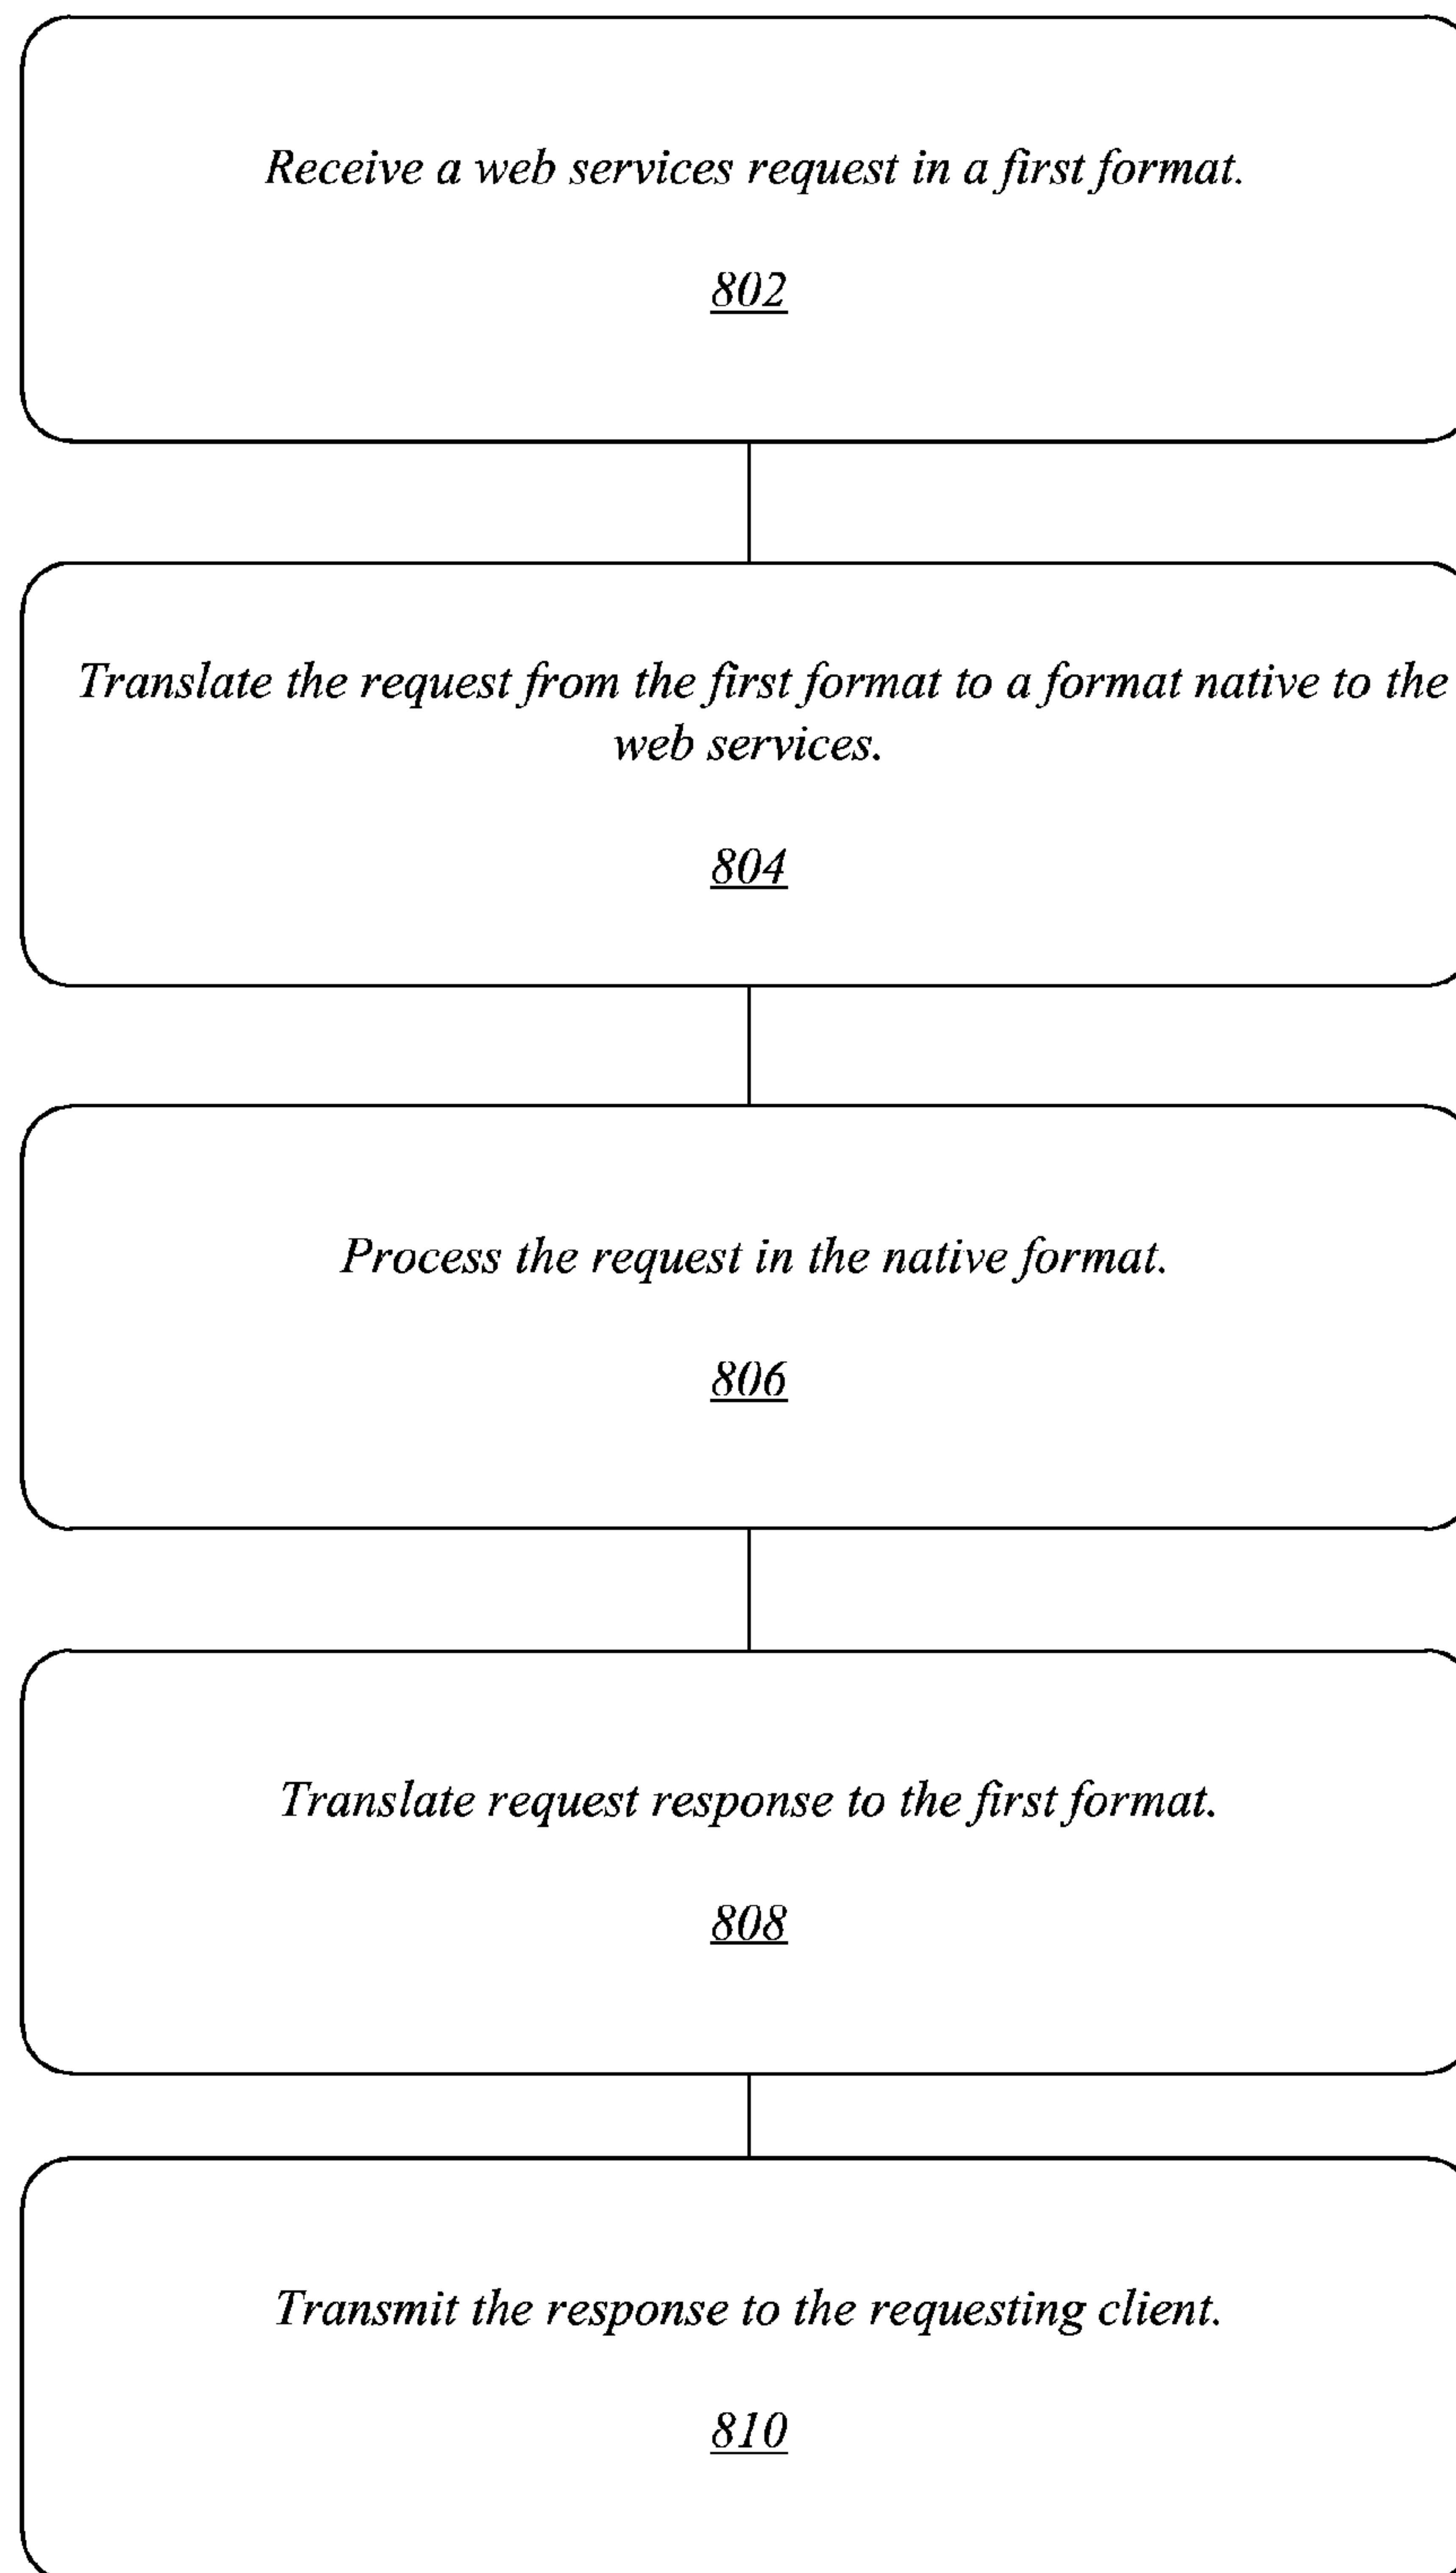 Receive a web services request in a first format.
802
Translate the request from the first format to a format native to the
web services.
804
Process the request in the native format.
806
Translate request response to the first format.
808
Transmit the response to the requesting client.
810